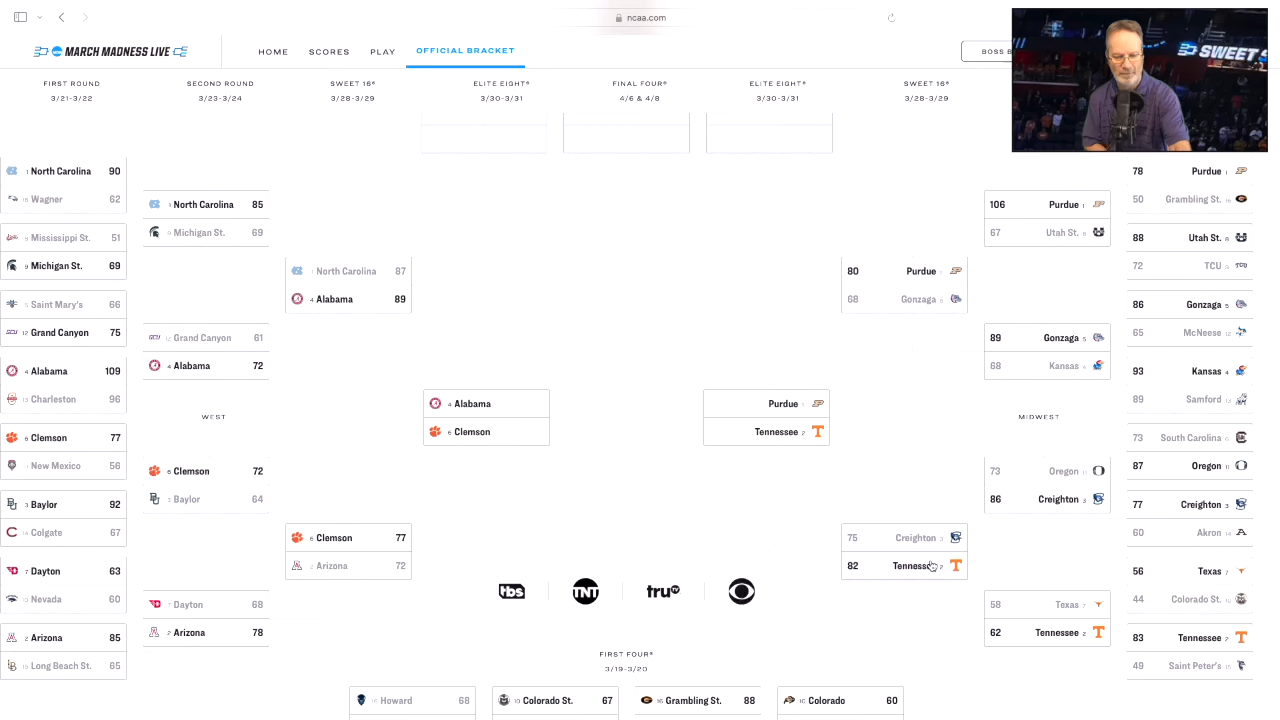 ncaa.com
MARCH MADNESS LIVE
HOME
SCORES
PLAY
OFFICIAL BRACKET
BOSS B
SWEET
FIRST ROUND
3/21-3/22
SECOND ROUND
3/23-3/24
SWEET 16®
3/28-3/29
ELITE EIGHT®
3/30-3/31
FINAL FOUR®
4/6 & 4/8
ELITE EIGHT®
3/30-3/31
SWEET 16®
3/28-3/29
1 North Carolina 90
16 Wagner 62
8 Mississippi St. 51
9 Michigan St. 69
5 Saint Mary's 66
12 Grand Canyon 75
4 Alabama 109
13 Charleston 96
6 Clemson 77
11 New Mexico 56
3 Baylor 92
14 Colgate 67
7 Dayton 63
10 Nevada 60
2 Arizona 85
15 Long Beach St. 65
1 North Carolina 85
9 Michigan St. 69
12 Grand Canyon 61
4 Alabama 72
WEST
6 Clemson 72
3 Baylor 64
7 Dayton 68
2 Arizona 78
1 North Carolina 87
4 Alabama 89
6 Clemson 77
2 Arizona 72
4 Alabama
6 Clemson
Purdue 1
Tennessee 2
80 Purdue 1
68 Gonzaga 5
75 Creighton 3
82 Tennessee 2
106 Purdue 1
67 Utah St. 8
89 Gonzaga 5
68 Kansas 4
MIDWEST
73 Oregon 11
86 Creighton 3
58 Texas 7
62 Tennessee 2
78 Purdue 1
50 Grambling St. 16
88 Utah St. 8
72 TCU 9
86 Gonzaga 5
65 McNeese 12
93 Kansas 4
89 Samford 13
73 South Carolina 6
87 Oregon 11
77 Creighton 3
60 Akron 14
56 Texas 7
44 Colorado St. 10
83 Tennessee 2
49 Saint Peter's 15
tbs
TNT
truTV
FIRST FOUR®
3/19-3/20
16 Howard 68
10 Colorado St. 67
16 Grambling St. 88
10 Colorado 60